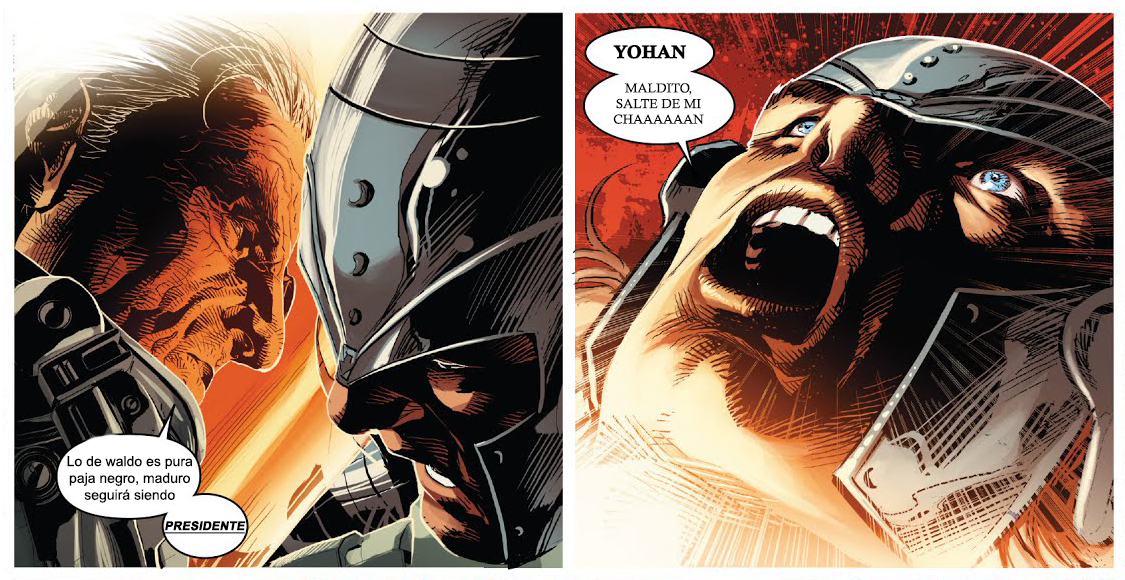 Lo de waldo es pura
paja negro, maduro
seguirá siendo
PRESIDENTE
YOHAN
MALDITO,
SALTE DE MI
CHAAAAAAN